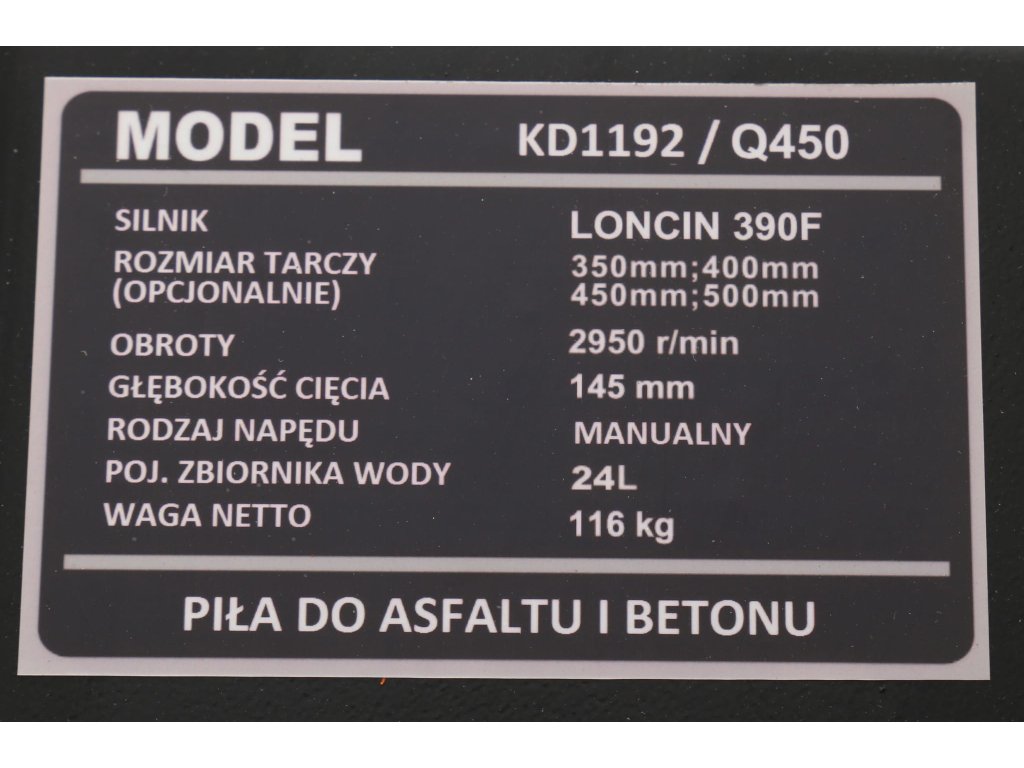 MODEL KD1192 / Q450
SILNIK LONCIN 390F
ROZMIAR TARCZY 350mm;400mm
(OPCJONALNIE) 450mm;500mm
OBROTY 2950 r/min
GŁĘBOKOŚĆ CIĘCIA 145 mm
RODZAJ NAPĘDU MANUALNY
POJ. ZBIORNIKA WODY 24L
WAGA NETTO 116 kg
PIŁA DO ASFALTU I BETONU